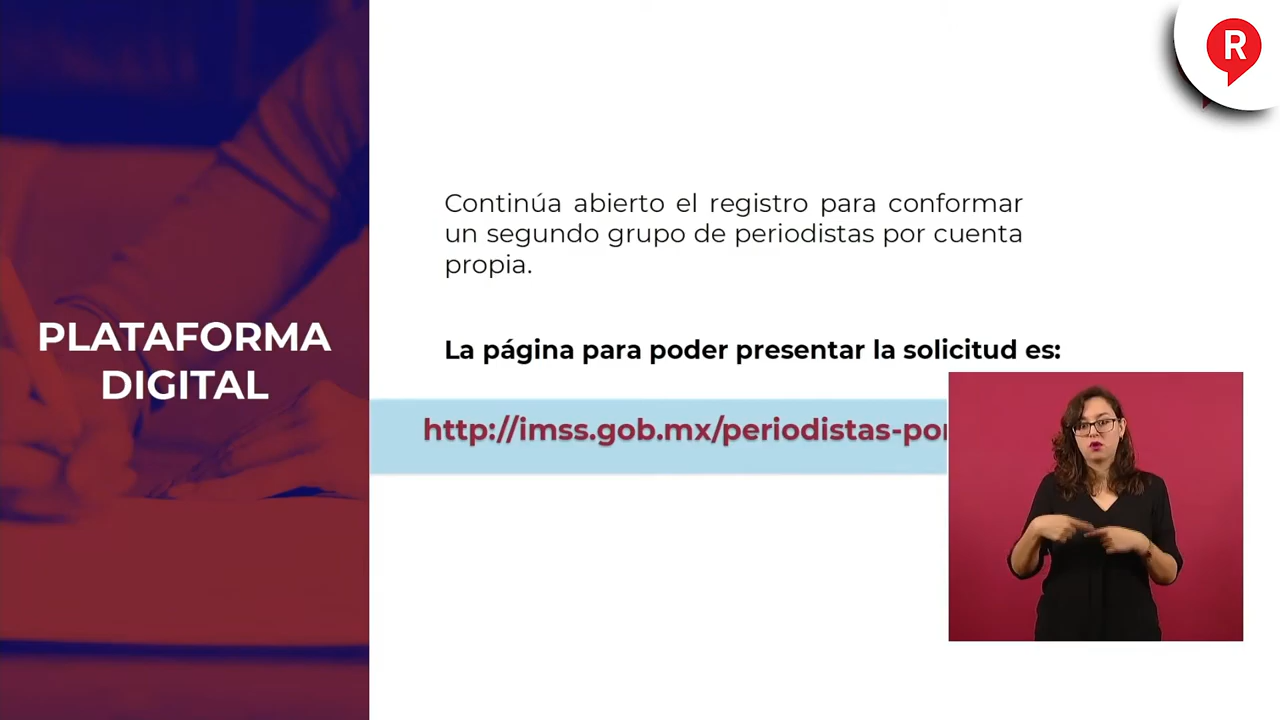 R
Continúa abierto el registro para conformar
un segundo grupo de periodistas por cuenta
propia.
PLATAFORMA
DIGITAL
La página para poder presentar la solicitud es:
http://imss.gob.mx/periodistas-por